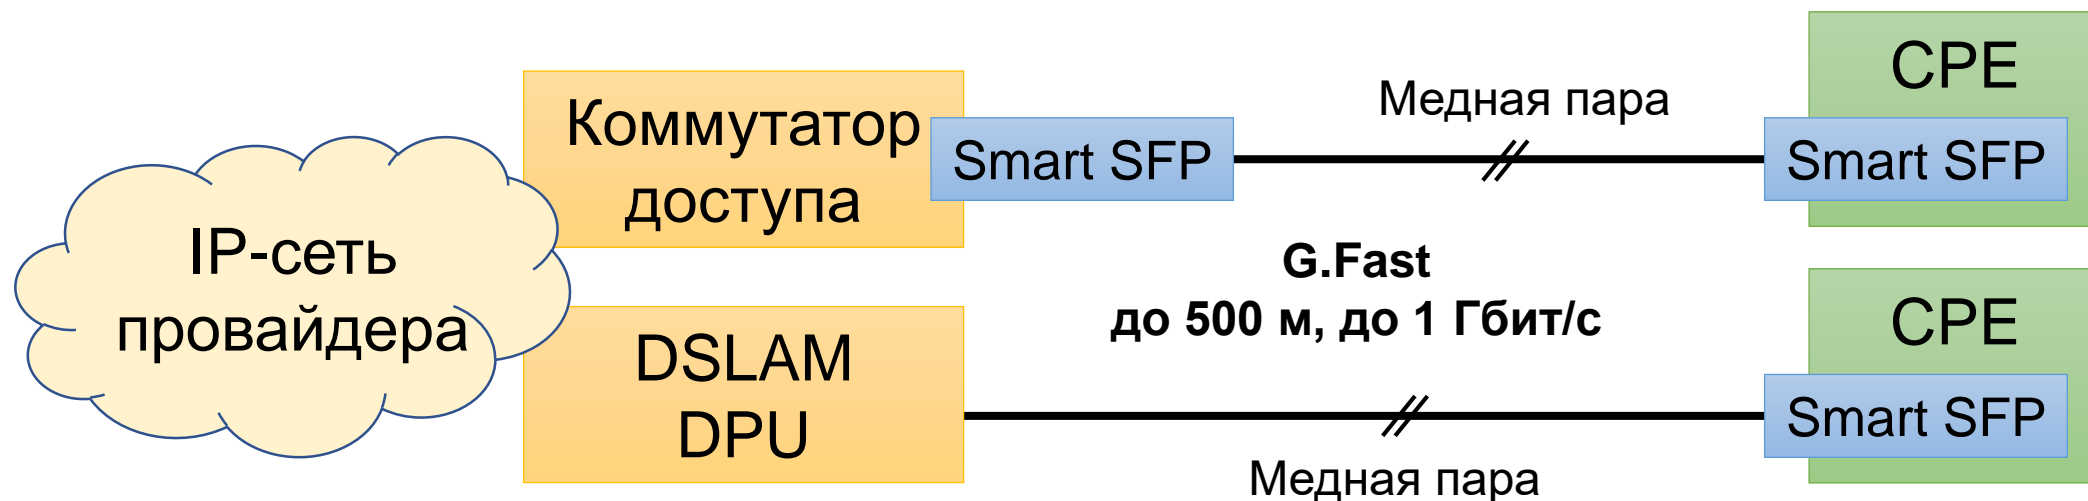 IP-сеть
провайдера
Коммутатор
доступа
Smart SFP
Медная пара
CPE
Smart SFP
G.Fast
до 500 м, до 1 Гбит/с
DSLAM
DPU
Медная пара
CPE
Smart SFP